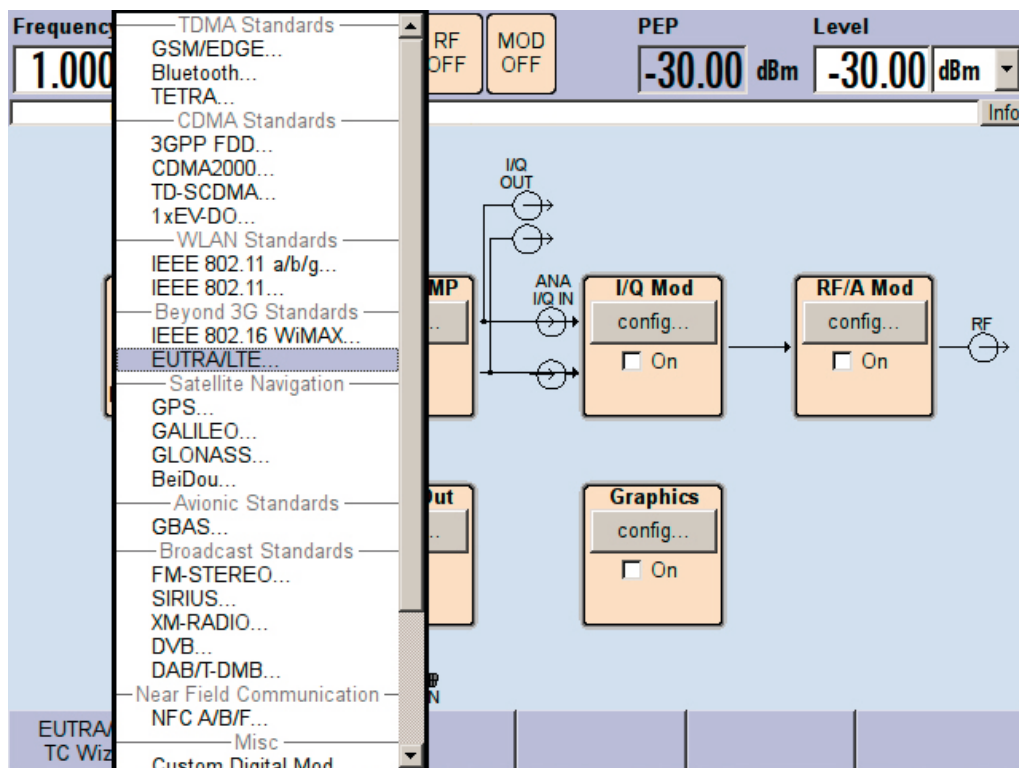 Frequency
1.000
RF
OFF
MOD
OFF
PEP
-30.00 dBm
Level
-30.00 dBm
Info
TDMA Standards
GSM/EDGE...
Bluetooth...
TETRA...
CDMA Standards
3GPP FDD...
CDMA2000...
TD-SCDMA...
1xEV-DO...
WLAN Standards
IEEE 802.11 a/b/g...
IEEE 802.11...
Beyond 3G Standards
IEEE 802.16 WiMAX...
EUTRA/LTE...
Satellite Navigation
GPS...
GALILEO...
GLONASS...
BeiDou...
Avionic Standards
GBAS...
Broadcast Standards
FM-STEREO...
SIRIUS...
XM-RADIO...
DVB...
DAB/T-DMB...
Near Field Communication
NFC A/B/F...
Misc
Custom Digital Mod
I/Q
OUT
MP
..
ANA
I/Q IN
I/Q Mod
config...
On
RF/A Mod
config...
On
RF
Out
..
Graphics
config...
On
N
EUTRA/
TC Wiz